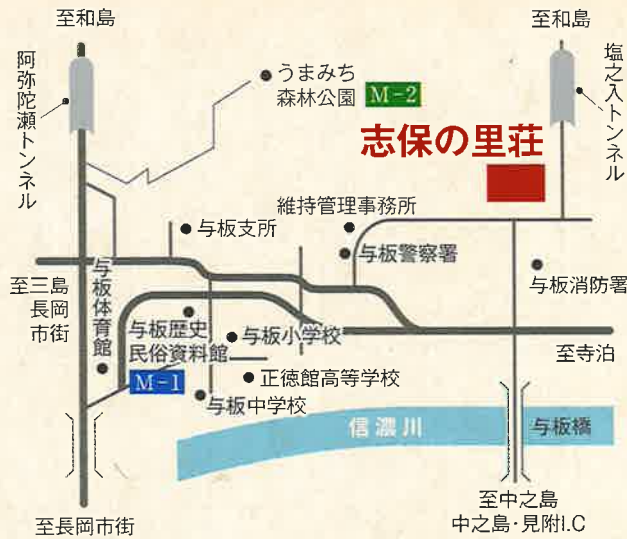 至和島
至和島
阿弥陀瀬トンネル
うまみち
森林公園 M-2
塩之入トンネル
志保の里荘
維持管理事務所
与板支所
与板警察署
至三島
長岡
市街
与板体育館
与板消防署
与板歴史
民俗資料館
M-1
与板小学校
至寺泊
正徳館高等学校
与板中学校
信濃川
与板橋
至長岡市街
至中之島
中之島・見附I.C